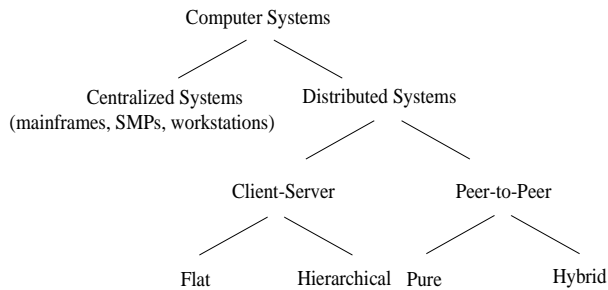 Computer Systems
Centralized Systems
(mainframes, SMPs, workstations)
Distributed Systems
Client-Server
Peer-to-Peer
Flat
Hierarchical
Pure
Hybrid